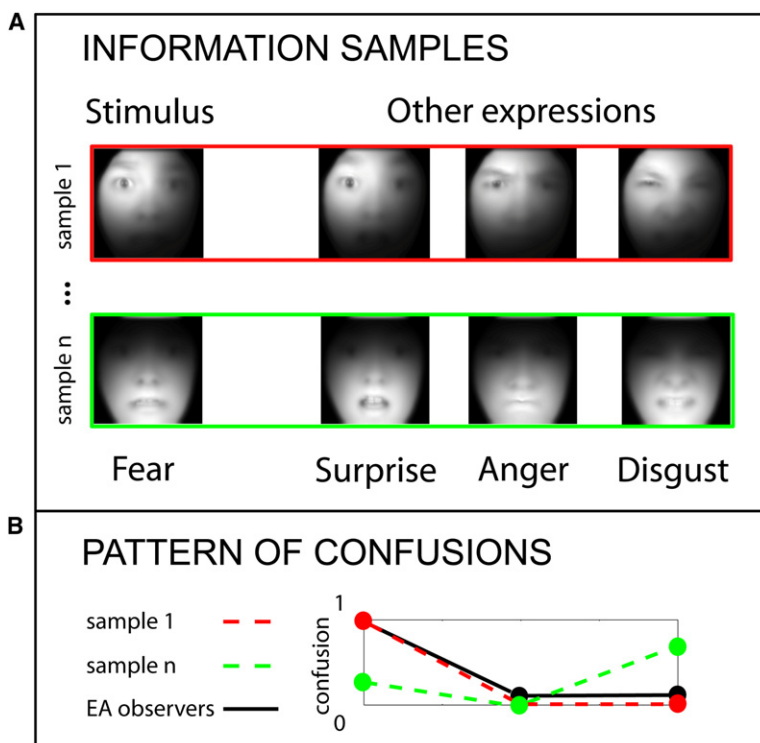 A
INFORMATION SAMPLES
Stimulus Other expressions
sample 1
...
sample n
Fear Surprise Anger Disgust
B
PATTERN OF CONFUSIONS
sample 1
sample n
EA observers
confusion
1
0